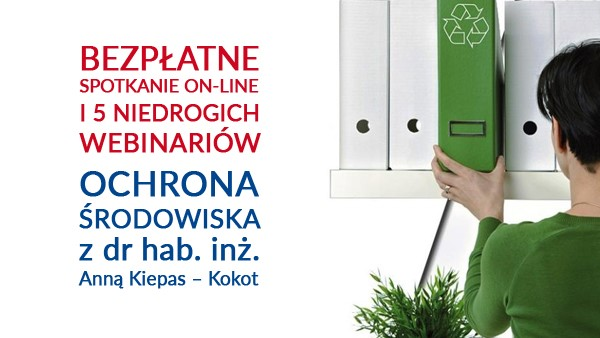 BEZPŁATNE
SPOTKANIE ON-LINE
I 5 NIEDROGICH
WEBINARIÓW
OCHRONA
ŚRODOWISKA
z dr hab. inż.
Anną Kiepas – Kokot